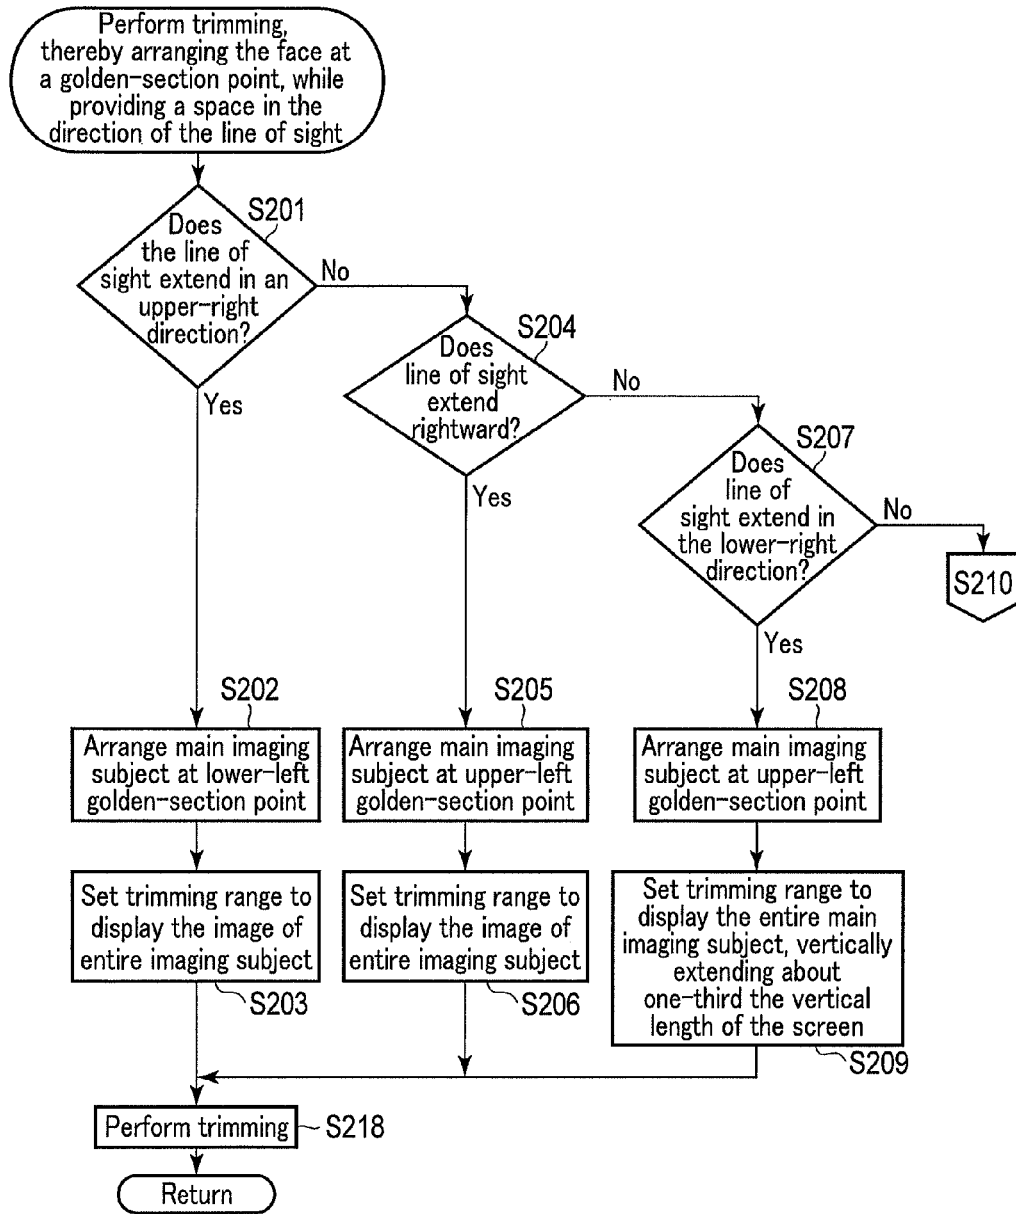 Perform trimming,
thereby arranging the face at
a golden-section point, while
providing a space in the
direction of the line of sight
S201
Does
the line of
sight extend in an
upper-right
direction?
No
Yes
S204
Does
line of sight
extend
rightward?
No
Yes
S207
Does
line of
sight extend in
the lower-right
direction?
No
Yes
S210
S202
Arrange main imaging
subject at lower-left
golden-section point
S205
Arrange main imaging
subject at upper-left
golden-section point
S208
Arrange main imaging
subject at upper-left
golden-section point
Set trimming range to
display the image of
entire imaging subject
S203
Set trimming range to
display the image of
entire imaging subject
S206
Set trimming range to
display the entire main
imaging subject, vertically
extending about
one-third the vertical
length of the screen
S209
Perform trimming
S218
Return